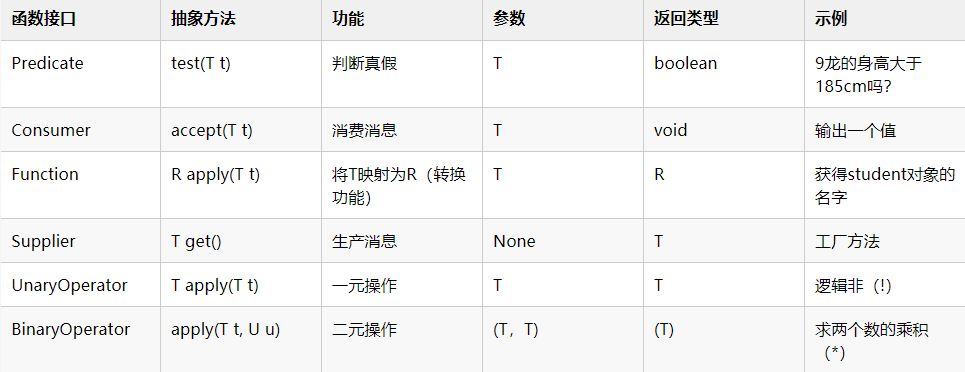 函数接口 抽象方法 功能 参数 返回类型 示例
Predicate test(T t) 判断真假 T boolean 9龙的身高大于
185cm吗？
Consumer accept(T t) 消费消息 T void 输出一个值
Function R apply(T t) 将T映射为R（转换 T R 获得student对象的
功能） 名字
Supplier T get() 生产消息 None T 工厂方法
UnaryOperator T apply(T t) 一元操作 T T 逻辑非（!）
BinaryOperator apply(T t, U u) 二元操作 (T，T) (T) 求两个数的乘积
（*）